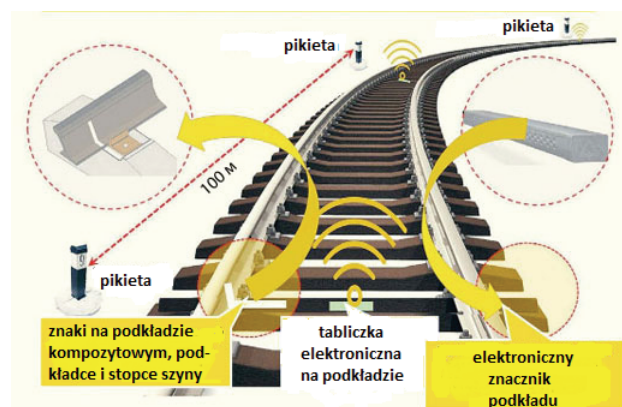 pikieta
pikieta
100 м
9
pikieta
znaki na podkładzie
kompozytowym, pod-
kładce i stopce szyny
tabliczka
elektroniczna
na podkładzie
elektroniczny
znacznik
podkładu